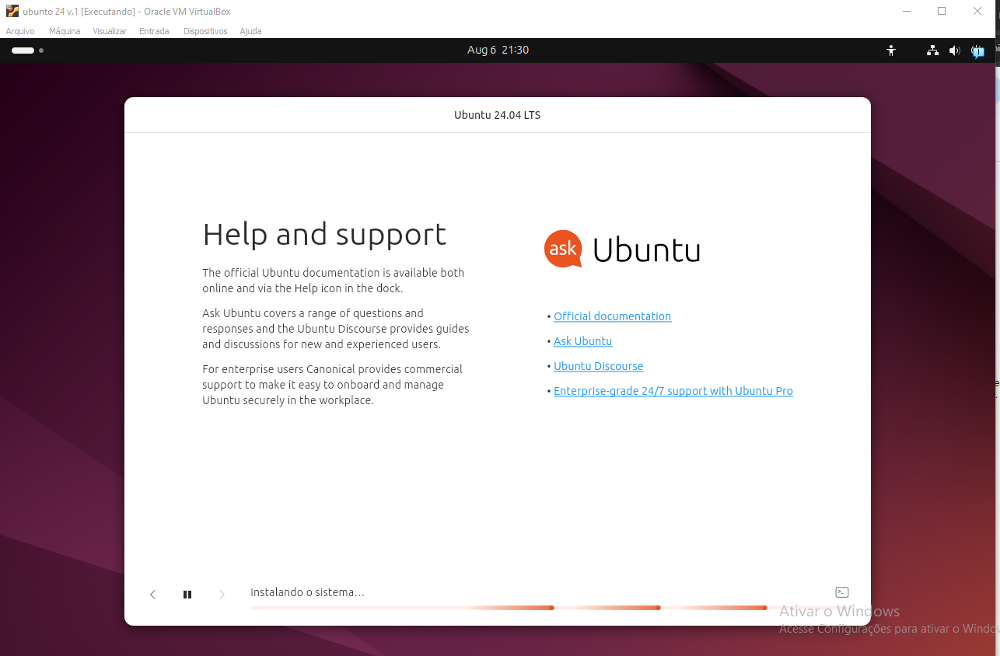 ubunto 24 v.1 [Executando] - Oracle VM VirtualBox
Arquivo Máquina Visualizar Entrada Dispositivos Ajuda
Aug 6 21:30
Ubuntu 24.04 LTS
Help and support
The official Ubuntu documentation is available both
online and via the Help icon in the dock.
Ask Ubuntu covers a range of questions and
responses and the Ubuntu Discourse provides guides
and discussions for new and experienced users.
For enterprise users Canonical provides commercial
support to make it easy to onboard and manage
Ubuntu securely in the workplace.
ask Ubuntu
• Official documentation
• Ask Ubuntu
• Ubuntu Discourse
• Enterprise-grade 24/7 support with Ubuntu Pro
Instalando o sistema...
Ativar o Windows
Acesse Configurações para ativar o Windo